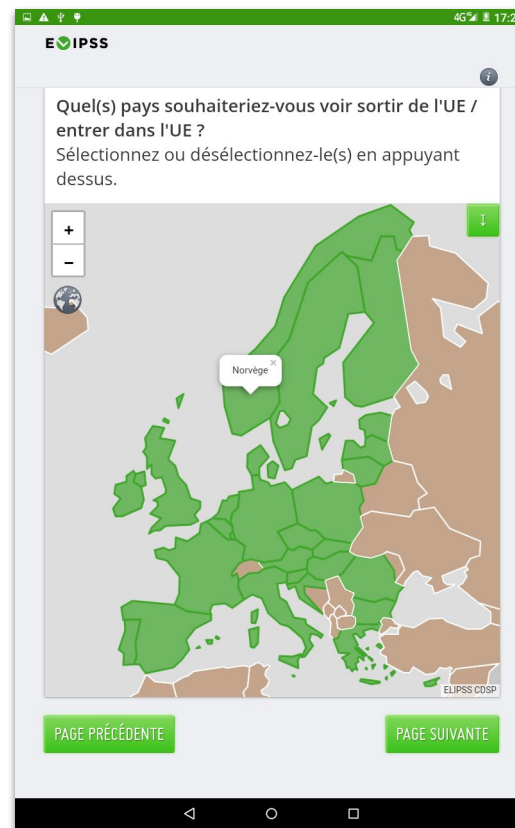 4G 17:2
ELIPSS
i
Quel(s) pays souhaiteriez-vous voir sortir de l'UE /
entrer dans l'UE ?
Sélectionnez ou désélectionnez-le(s) en appuyant
dessus.
+
−
Norvège ×
ELIPSS CDSP
PAGE PRÉCÉDENTE PAGE SUIVANTE